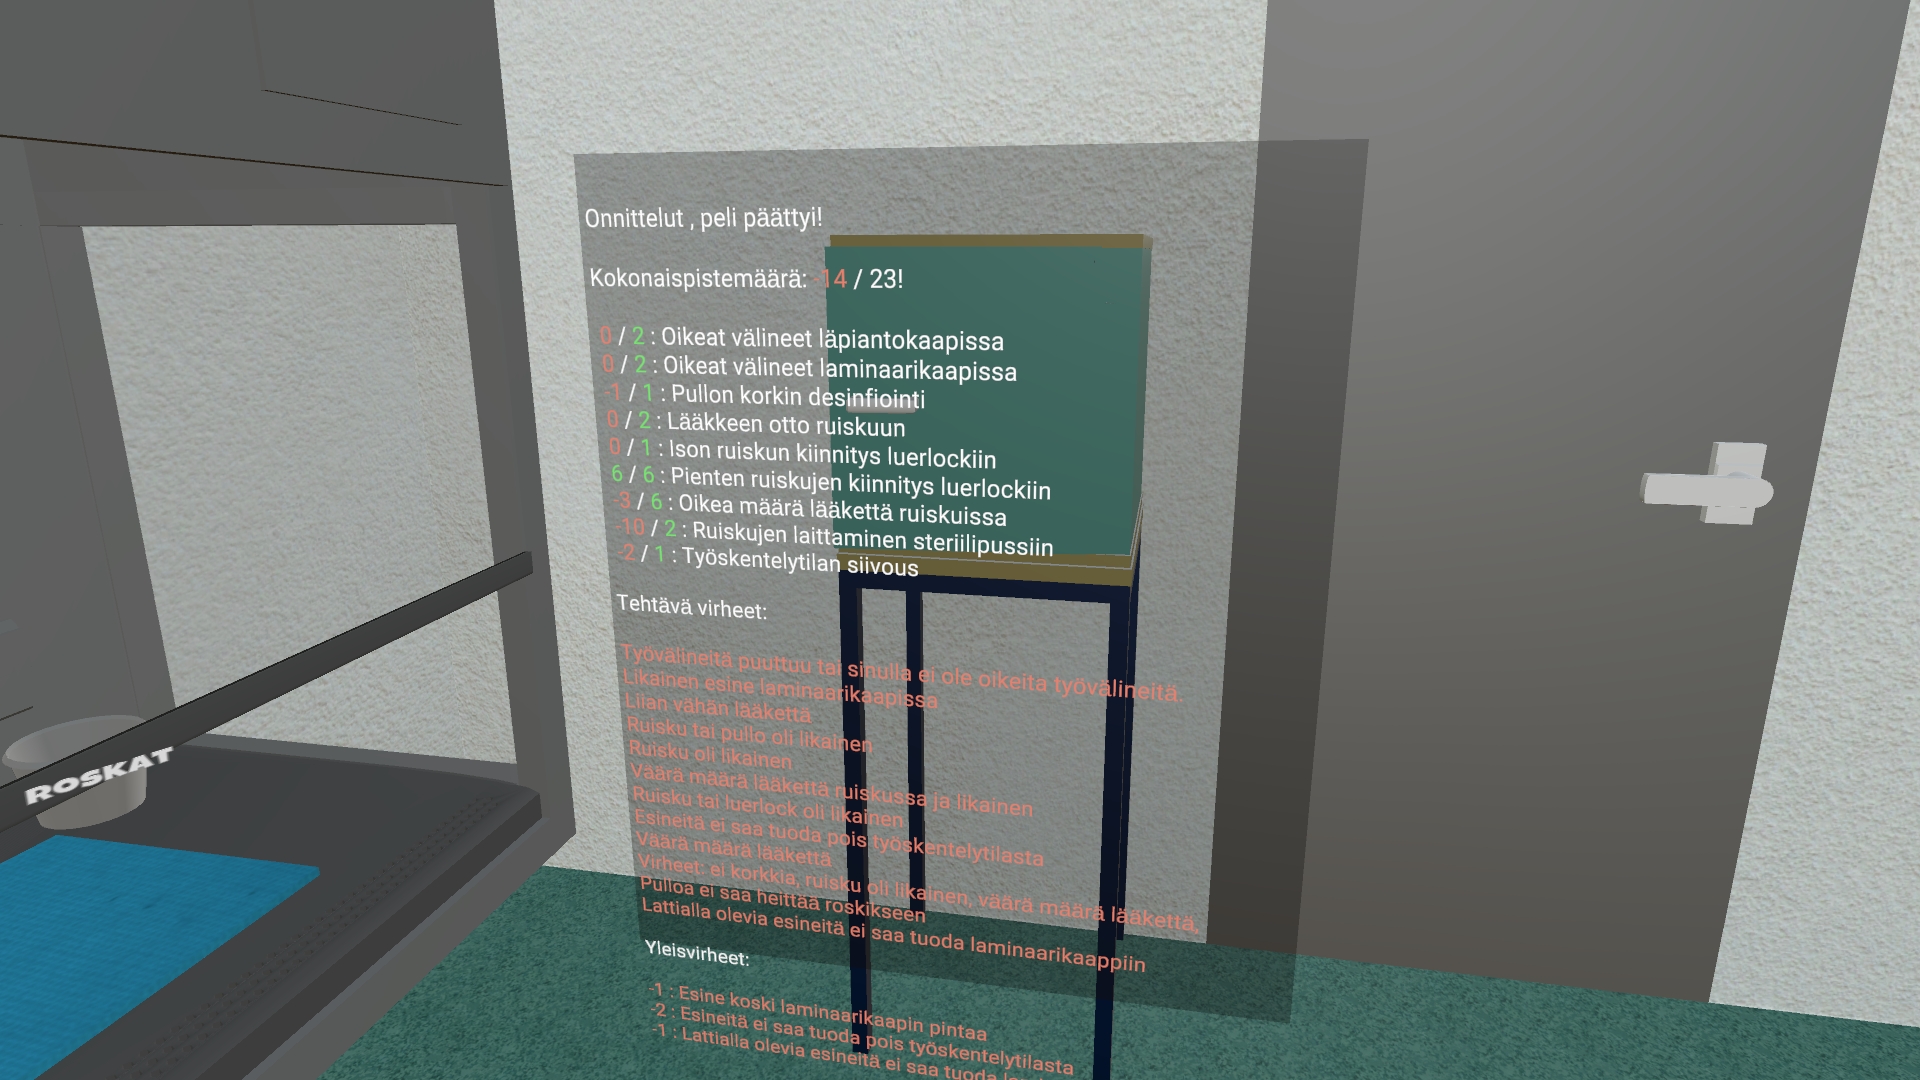 Onnittelut , peli päättyi!
Kokonaispistemäärä: -14 / 23!
0 / 2 : Oikeat välineet läpiantokaapissa
0 / 2 : Oikeat välineet laminaarikaapissa
-1 / 1 : Pullon korkin desinfiointi
0 / 2 : Lääkkeen otto ruiskuun
0 / 1 : Ison ruiskun kiinnitys luerlockiin
6 / 6 : Pienten ruiskujen kiinnitys luerlockiin
-3 / 6 : Oikea määrä lääkettä ruiskuissa
-10 / 2 : Ruiskujen laittaminen steriilipussiin
-2 / 1 : Työskentelytilan siivous
Tehtävä virheet:
Työvälineitä puuttuu tai sinulla ei ole oikeita työvälineitä.
Likainen esine laminaarikaapissa
Liian vähän lääkettä
Ruisku tai pullo oli likainen
Ruisku oli likainen
Väärä määrä lääkettä ruiskussa ja likainen
Ruisku tai luerlock oli likainen
Esineitä ei saa tuoda pois työskentelytilasta
Väärä määrä lääkettä
Virheet: ei korkkia, ruisku oli likainen, väärä määrä lääkettä,
Pulloa ei saa heittää roskikseen
Lattialla olevia esineitä ei saa tuoda laminaarikaappiin
Yleisvirheet:
-1 : Esine koski laminaarikaapin pintaa
-2 : Esineitä ei saa tuoda pois työskentelytilasta
-1 : Lattialla olevia esineitä ei saa tuoda
ROSKAT